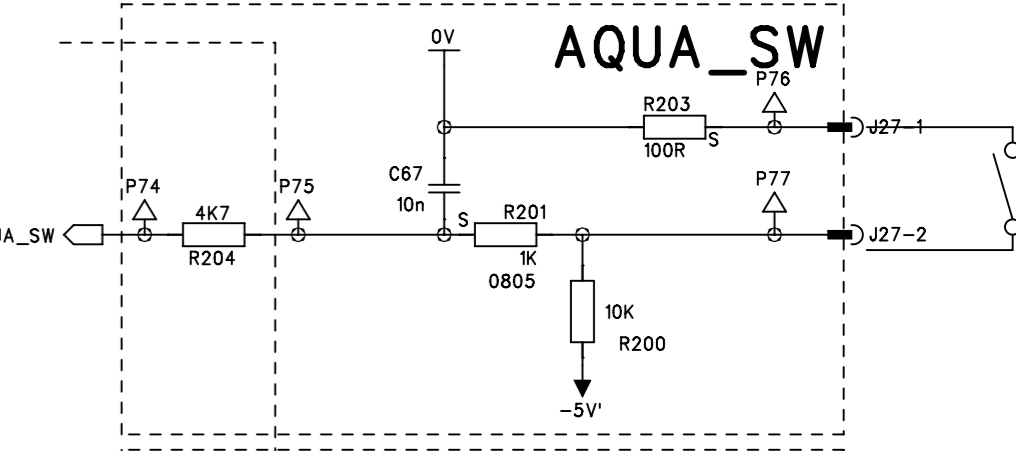 0V
AQUA_SW
P76
R203
100R
S
J27-1
C67
10n
P74
P75
P77
4K7
R204
S
R201
1K
0805
J27-2
10K
R200
-5V'